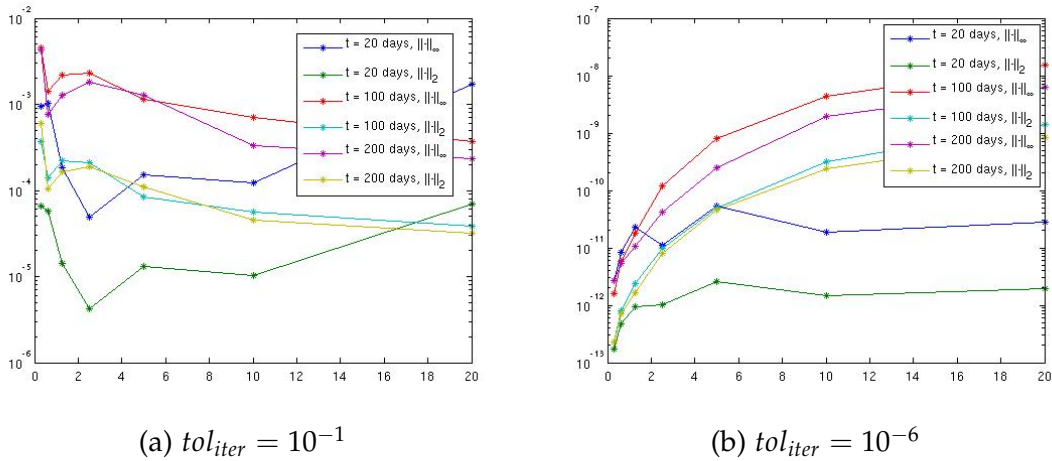 10^-2
10^-3
10^-4
10^-5
10^-6
0 2 4 6 8 10 12 14 16 18 20
t = 20 days, ||·||∞
t = 20 days, ||·||2
t = 100 days, ||·||∞
t = 100 days, ||·||2
t = 200 days, ||·||∞
t = 200 days, ||·||2
(a) tol_iter = 10^-1
10^-7
10^-8
10^-9
10^-10
10^-11
10^-12
10^-13
0 2 4 6 8 10 12 14 16 18 20
t = 20 days, ||·||∞
t = 20 days, ||·||2
t = 100 days, ||·||∞
t = 100 days, ||·||2
t = 200 days, ||·||∞
t = 200 days, ||·||2
(b) tol_iter = 10^-6